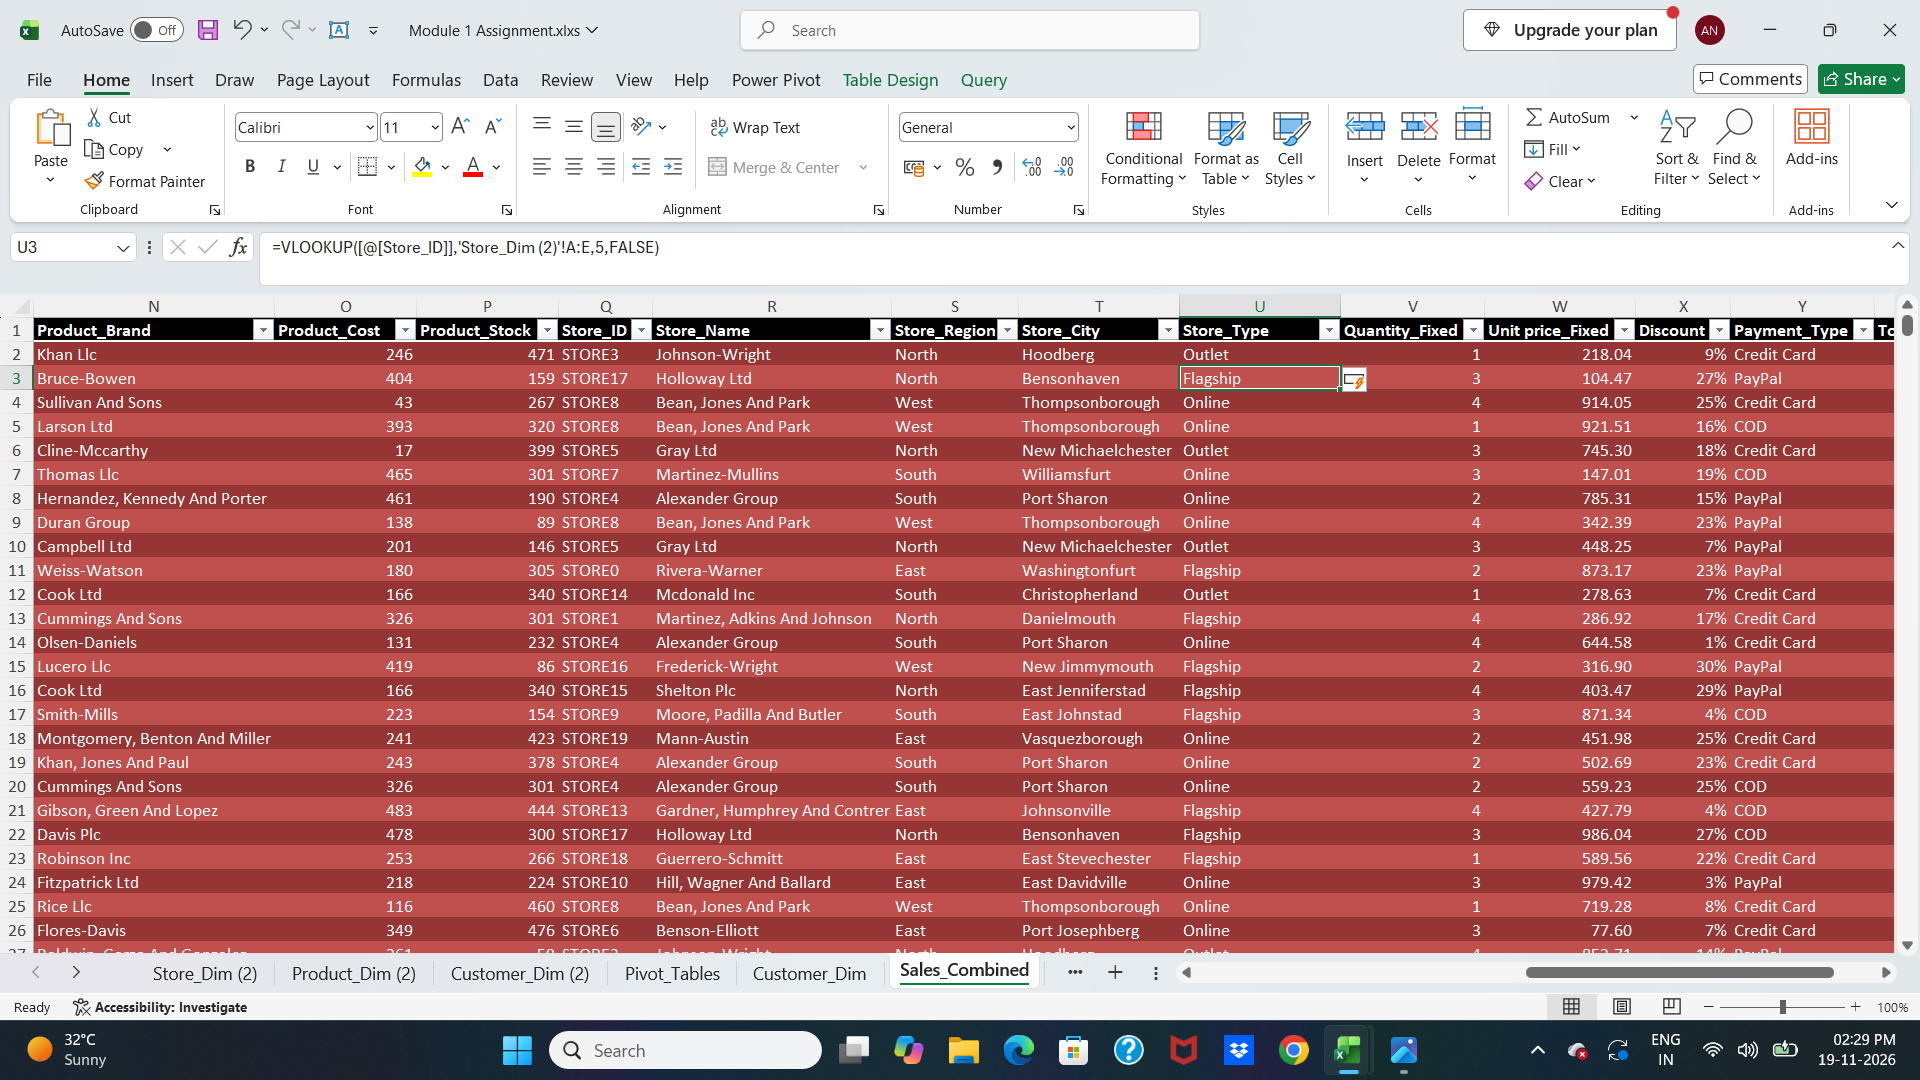 AutoSave Off Module 1 Assignment.xlxs Search Upgrade your plan AN
File Home Insert Draw Page Layout Formulas Data Review View Help Power Pivot Table Design Query Comments Share
Paste Cut Copy Format Painter Clipboard
Calibri 11 B I U A Font
Wrap Text Merge & Center Alignment
General % Number
Conditional Formatting Format as Table Cell Styles Styles
Insert Delete Format Cells
AutoSum Fill Clear Sort & Filter Find & Select Editing
Add-ins Add-ins
U3 fx =VLOOKUP([@[Store_ID]],'Store_Dim (2)'!A:E,5,FALSE)
N O P Q R S T U V W X Y
1 Product_Brand Product_Cost Product_Stock Store_ID Store_Name Store_Region Store_City Store_Type Quantity_Fixed Unit price_Fixed Discount Payment_Type To
2 Khan Llc 246 471 STORE3 Johnson-Wright North Hoodberg Outlet 1 218.04 9% Credit Card
3 Bruce-Bowen 404 159 STORE17 Holloway Ltd North Bensonhaven Flagship 3 104.47 27% PayPal
4 Sullivan And Sons 43 267 STORE8 Bean, Jones And Park West Thompsonborough Online 4 914.05 25% Credit Card
5 Larson Ltd 393 320 STORE8 Bean, Jones And Park West Thompsonborough Online 1 921.51 16% COD
6 Cline-Mccarthy 17 399 STORE5 Gray Ltd North New Michaelchester Outlet 3 745.30 18% Credit Card
7 Thomas Llc 465 301 STORE7 Martinez-Mullins South Williamsfurt Online 3 147.01 19% COD
8 Hernandez, Kennedy And Porter 461 190 STORE4 Alexander Group South Port Sharon Online 2 785.31 15% PayPal
9 Duran Group 138 89 STORE8 Bean, Jones And Park West Thompsonborough Online 4 342.39 23% PayPal
10 Campbell Ltd 201 146 STORE5 Gray Ltd North New Michaelchester Outlet 3 448.25 7% PayPal
11 Weiss-Watson 180 305 STORE0 Rivera-Warner East Washingtonfurt Flagship 2 873.17 23% PayPal
12 Cook Ltd 166 340 STORE14 Mcdonald Inc South Christopherland Outlet 1 278.63 7% Credit Card
13 Cummings And Sons 326 301 STORE1 Martinez, Adkins And Johnson North Danielmouth Flagship 4 286.92 17% Credit Card
14 Olsen-Daniels 131 232 STORE4 Alexander Group South Port Sharon Online 4 644.58 1% Credit Card
15 Lucero Llc 419 86 STORE16 Frederick-Wright West New Jimmymouth Flagship 2 316.90 30% PayPal
16 Cook Ltd 166 340 STORE15 Shelton Plc North East Jenniferstad Flagship 4 403.47 29% PayPal
17 Smith-Mills 223 154 STORE9 Moore, Padilla And Butler South East Johnstad Flagship 3 871.34 4% COD
18 Montgomery, Benton And Miller 241 423 STORE19 Mann-Austin East Vasquezborough Online 2 451.98 25% Credit Card
19 Khan, Jones And Paul 243 378 STORE4 Alexander Group South Port Sharon Online 2 502.69 23% Credit Card
20 Cummings And Sons 326 301 STORE4 Alexander Group South Port Sharon Online 2 559.23 25% COD
21 Gibson, Green And Lopez 483 444 STORE13 Gardner, Humphrey And Contrer East Johnsonville Flagship 4 427.79 4% COD
22 Davis Plc 478 300 STORE17 Holloway Ltd North Bensonhaven Flagship 3 986.04 27% COD
23 Robinson Inc 253 266 STORE18 Guerrero-Schmitt East East Stevechester Flagship 1 589.56 22% Credit Card
24 Fitzpatrick Ltd 218 224 STORE10 Hill, Wagner And Ballard East East Davidville Online 3 979.42 3% PayPal
25 Rice Llc 116 460 STORE8 Bean, Jones And Park West Thompsonborough Online 1 719.28 8% Credit Card
26 Flores-Davis 349 476 STORE6 Benson-Elliott East Port Josephberg Online 3 77.60 7% Credit Card
Store_Dim (2) Product_Dim (2) Customer_Dim (2) Pivot_Tables Customer_Dim Sales_Combined
Ready Accessibility: Investigate 100%
32°C
Sunny
Search
ENG
IN
02:29 PM
19-11-2026